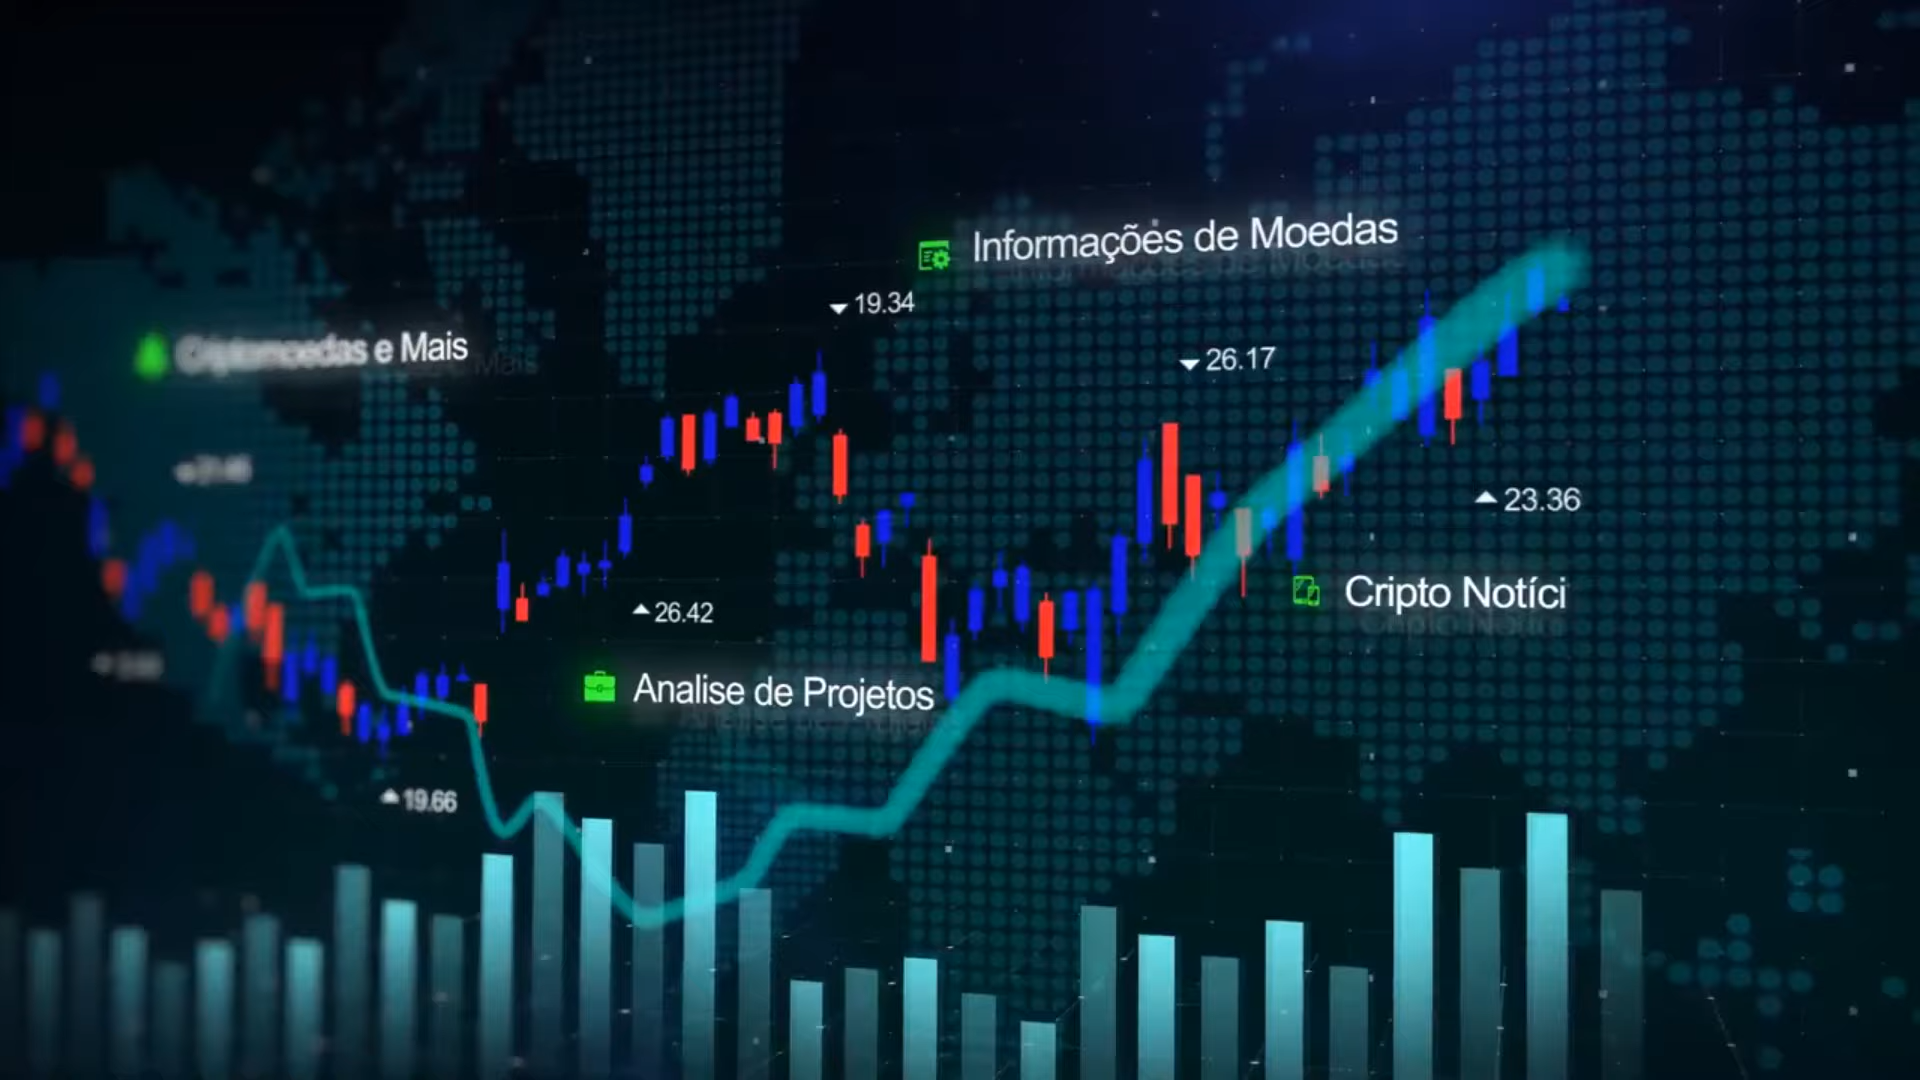 Informações de Moedas
▼ 19.34
Criptomoedas e Mais
▼ 26.17
▲ 23.36
Cripto Notíci
▲ 26.42
Analise de Projetos
▲ 19.66